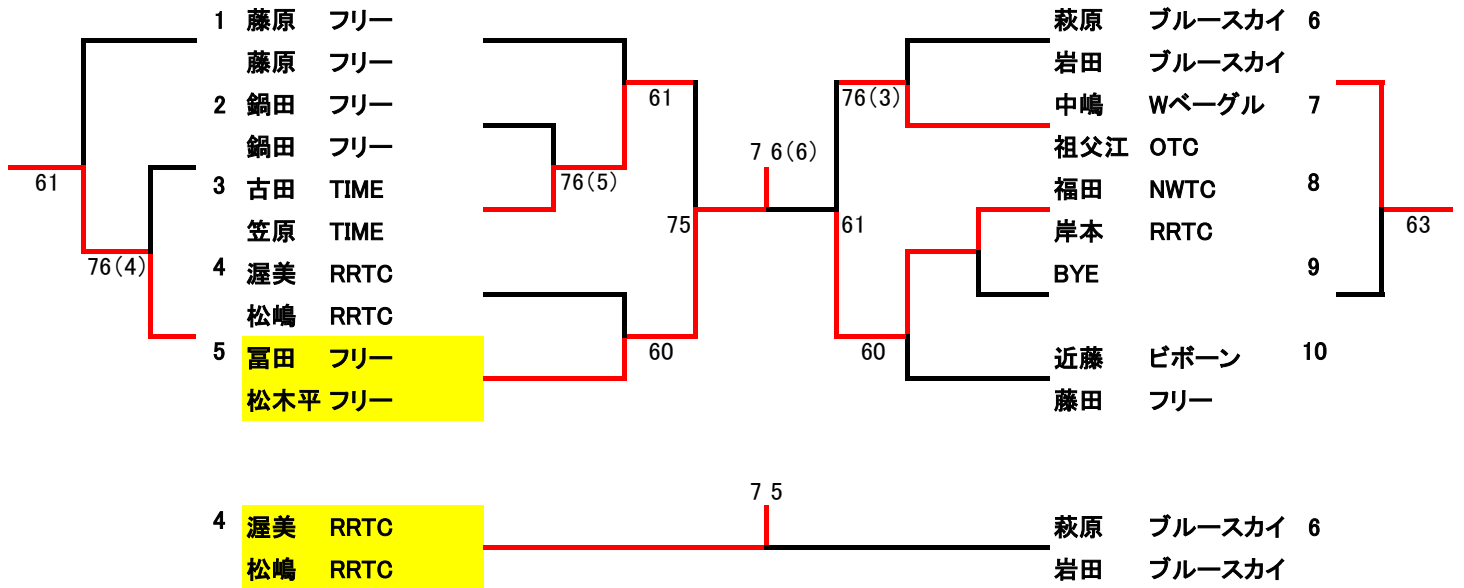 1 藤原 フリー 萩原 ブルースカイ 6
藤原 フリー 岩田 ブルースカイ
61 76(3)
2 鍋田 フリー 中嶋 Wベーグル 7
鍋田 フリー 7 6(6) 祖父江 OTC
61 76(5)
3 古田 TIME 福田 NWTC 8
笠原 TIME 75 61 岸本 RRTC 63
76(4)
4 渥美 RRTC BYE 9
松嶋 RRTC
60 60
5 冨田 フリー 近藤 ビボーン 10
松木平 フリー 藤田 フリー
7 5
4 渥美 RRTC 萩原 ブルースカイ 6
松嶋 RRTC 岩田 ブルースカイ